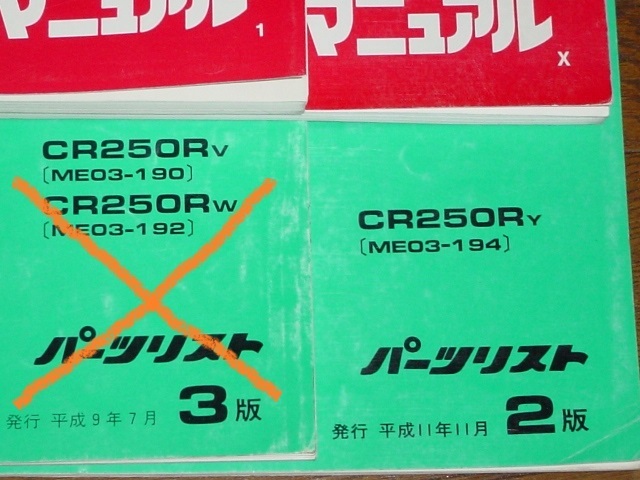 マニュアル
1
マニュアル
X
CR250RV
〔ME03-190〕
CR250RW
〔ME03-192〕
パーツリスト
発行 平成9年7月 3版
CR250RY
〔ME03-194〕
パーツリスト
発行 平成11年11月 2版